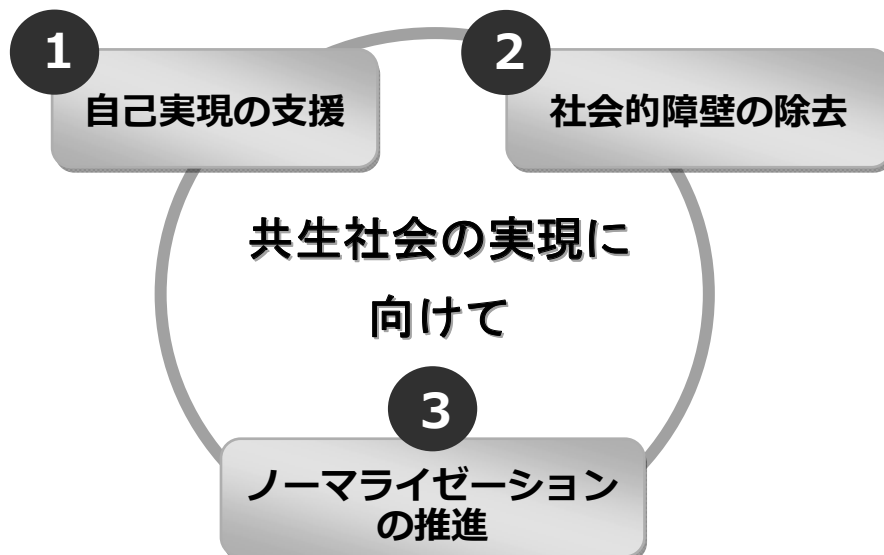 1
自己実現の支援
2
社会的障壁の除去
共生社会の実現に
向けて
3
ノーマライゼーション
の推進